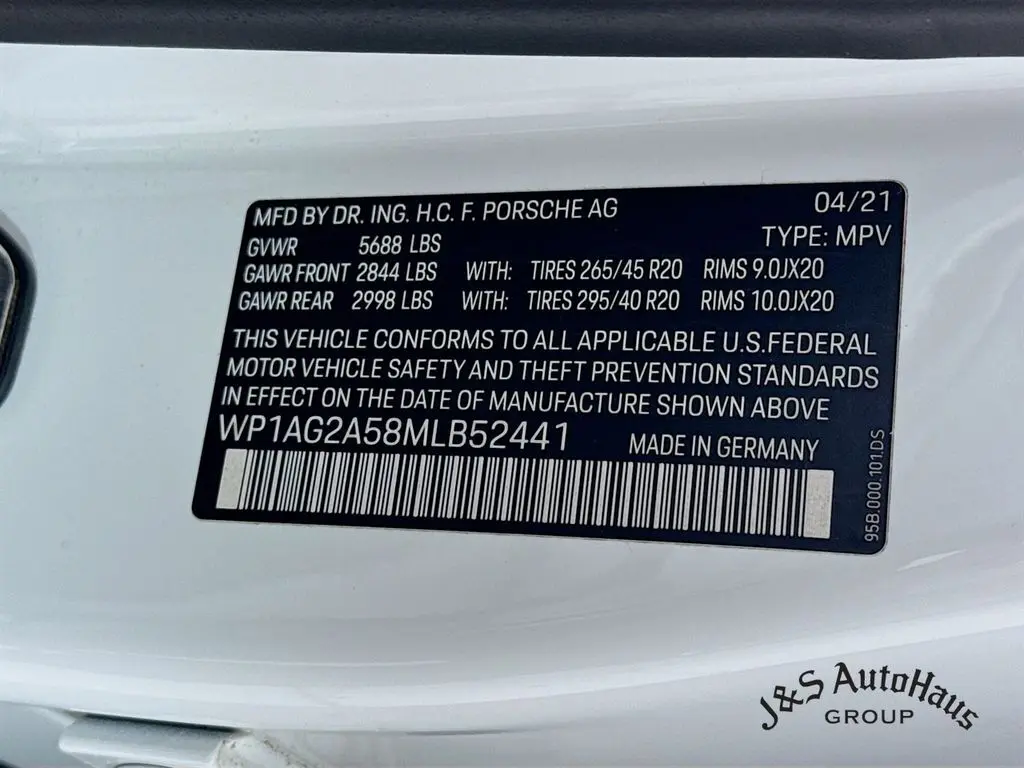 MFD BY DR. ING. H.C. F. PORSCHE AG 04/21
TYPE: MPV
GVWR 5688 LBS
GAWR FRONT 2844 LBS WITH: TIRES 265/45 R20 RIMS 9.0JX20
GAWR REAR 2998 LBS WITH: TIRES 295/40 R20 RIMS 10.0JX20
THIS VEHICLE CONFORMS TO ALL APPLICABLE U.S.FEDERAL
MOTOR VEHICLE SAFETY AND THEFT PREVENTION STANDARDS
IN EFFECT ON THE DATE OF MANUFACTURE SHOWN ABOVE
WP1AG2A58MLB52441 MADE IN GERMANY
95B.000.101.DS
J&S AutoHaus
GROUP